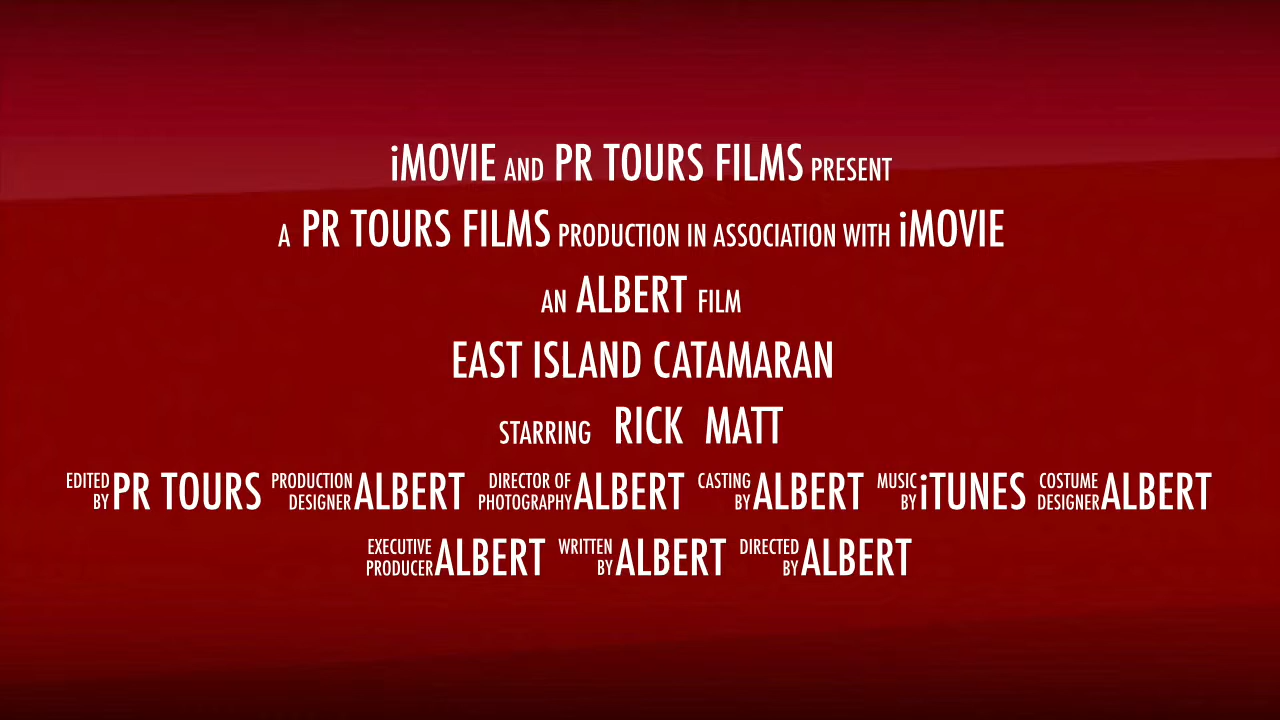 iMOVIE AND PR TOURS FILMS PRESENT
A PR TOURS FILMS PRODUCTION IN ASSOCIATION WITH iMOVIE
AN ALBERT FILM
EAST ISLAND CATAMARAN
STARRING RICK MATT
EDITED BY PR TOURS PRODUCTION DESIGNER ALBERT DIRECTOR OF PHOTOGRAPHY ALBERT CASTING BY ALBERT MUSIC BY iTUNES COSTUME DESIGNER ALBERT
EXECUTIVE PRODUCER ALBERT WRITTEN BY ALBERT DIRECTED BY ALBERT